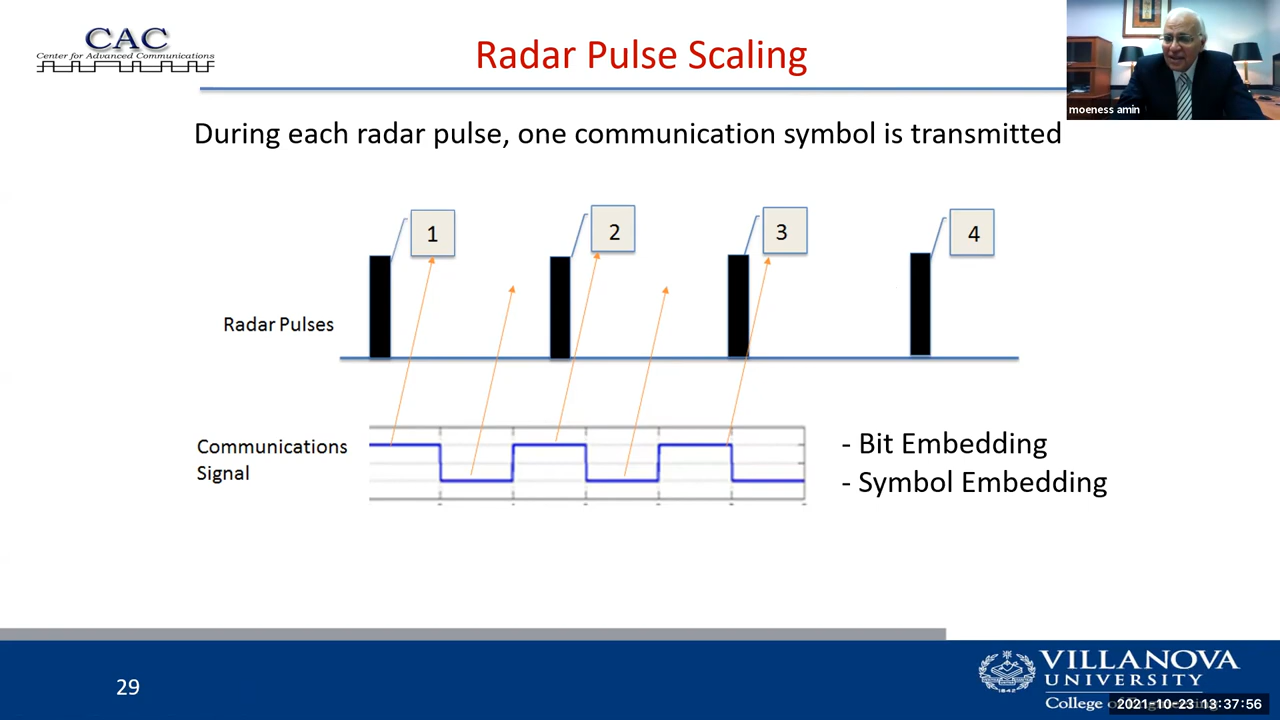 CAC
Center for Advanced Communications
Radar Pulse Scaling
moeness amin
During each radar pulse, one communication symbol is transmitted
1
2
3
4
Radar Pulses
Communications
Signal
- Bit Embedding
- Symbol Embedding
29
VILLANOVA
UNIVERSITY
College of
2021-10-23 13:37:56